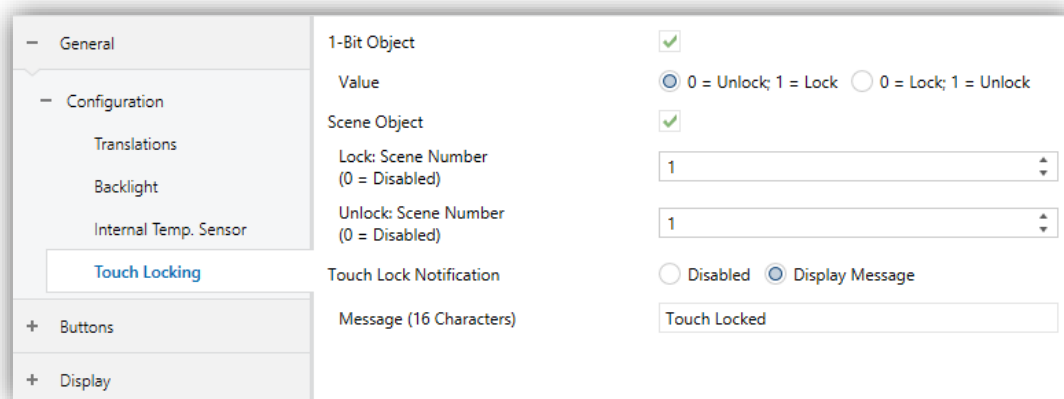 General
Configuration
Translations
Backlight
Internal Temp. Sensor
Touch Locking
Buttons
Display
1-Bit Object
Value
0 = Unlock; 1 = Lock 0 = Lock; 1 = Unlock
Scene Object
Lock: Scene Number
(0 = Disabled)
1
Unlock: Scene Number
(0 = Disabled)
1
Touch Lock Notification
Disabled Display Message
Message (16 Characters)
Touch Locked